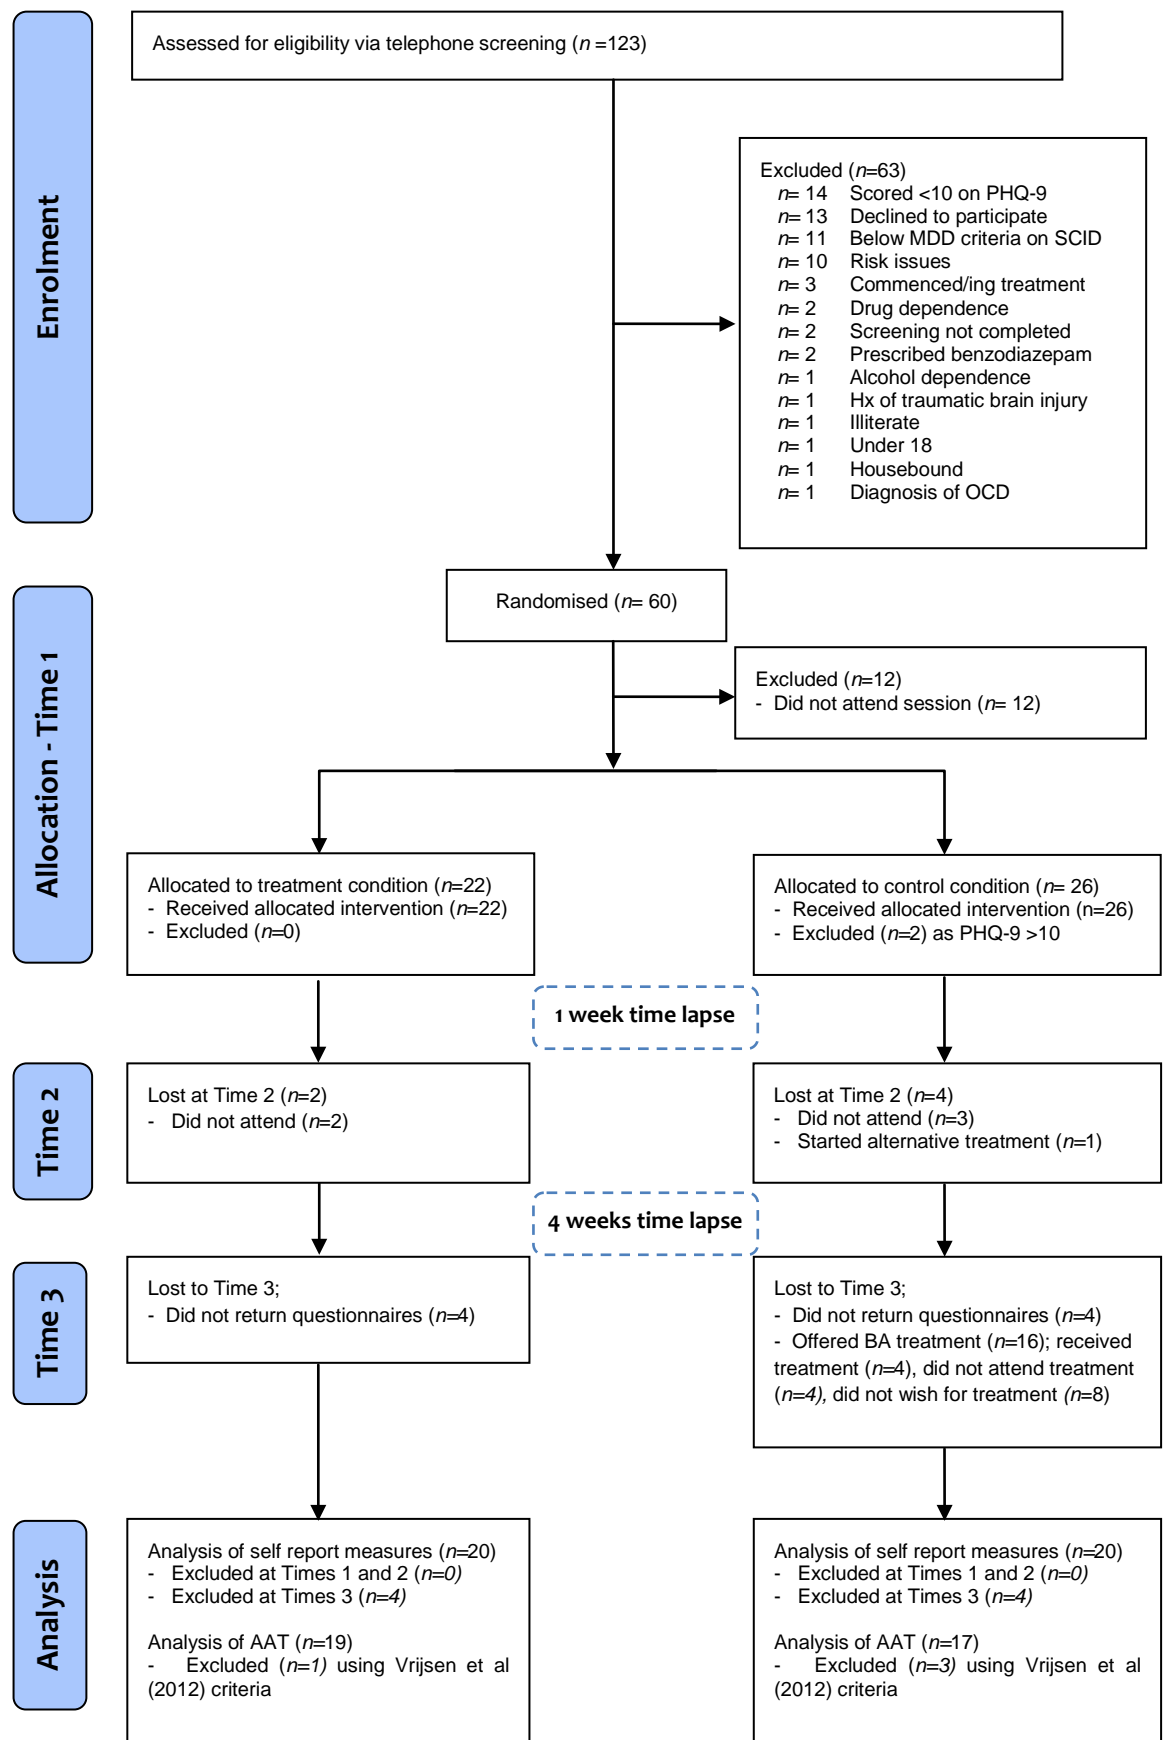 Enrolment
Assessed for eligibility via telephone screening (n =123)
Excluded (n=63)
n= 14 Scored <10 on PHQ-9
n= 13 Declined to participate
n= 11 Below MDD criteria on SCID
n= 10 Risk issues
n= 3 Commenced/ing treatment
n= 2 Drug dependence
n= 2 Screening not completed
n= 2 Prescribed benzodiazepam
n= 1 Alcohol dependence
n= 1 Hx of traumatic brain injury
n= 1 Illiterate
n= 1 Under 18
n= 1 Housebound
n= 1 Diagnosis of OCD
Allocation - Time 1
Randomised (n= 60)
Excluded (n=12)
- Did not attend session (n= 12)
Allocated to treatment condition (n=22)
- Received allocated intervention (n=22)
- Excluded (n=0)
Allocated to control condition (n= 26)
- Received allocated intervention (n=26)
- Excluded (n=2) as PHQ-9 >10
1 week time lapse
Time 2
Lost at Time 2 (n=2)
- Did not attend (n=2)
Lost at Time 2 (n=4)
- Did not attend (n=3)
- Started alternative treatment (n=1)
4 weeks time lapse
Time 3
Lost to Time 3;
- Did not return questionnaires (n=4)
Lost to Time 3;
- Did not return questionnaires (n=4)
- Offered BA treatment (n=16); received
treatment (n=4), did not attend treatment
(n=4), did not wish for treatment (n=8)
Analysis
Analysis of self report measures (n=20)
- Excluded at Times 1 and 2 (n=0)
- Excluded at Times 3 (n=4)
Analysis of AAT (n=19)
- Excluded (n=1) using Vrijsen et al
(2012) criteria
Analysis of self report measures (n=20)
- Excluded at Times 1 and 2 (n=0)
- Excluded at Times 3 (n=4)
Analysis of AAT (n=17)
- Excluded (n=3) using Vrijsen et al
(2012) criteria